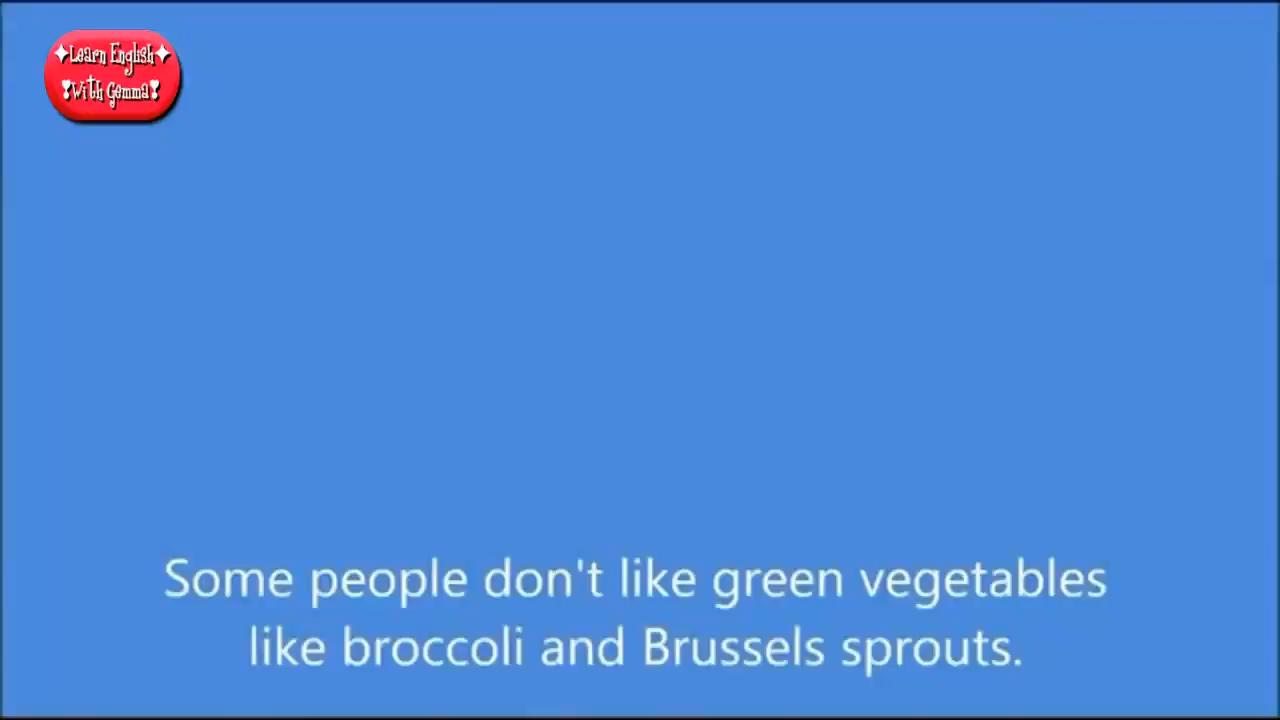 Learn English
With Gemma
Some people don't like green vegetables
like broccoli and Brussels sprouts.